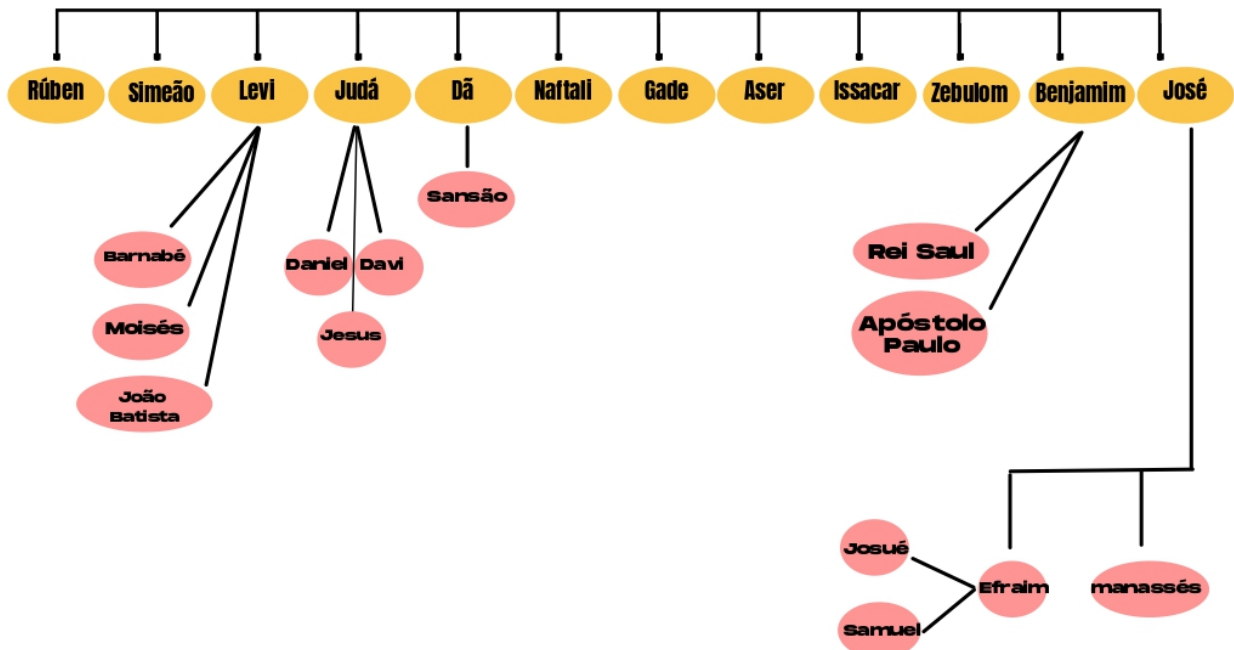 Rúben
Simeão
Levi
Judá
Dã
Naftali
Gade
Aser
Issacar
Zebulom
Benjamim
José
Sansão
Barnabé
Moisés
João
Batista
Daniel
Davi
Jesus
Rei Saul
Apóstolo
Paulo
Josué
Samuel
Efraim
manassés